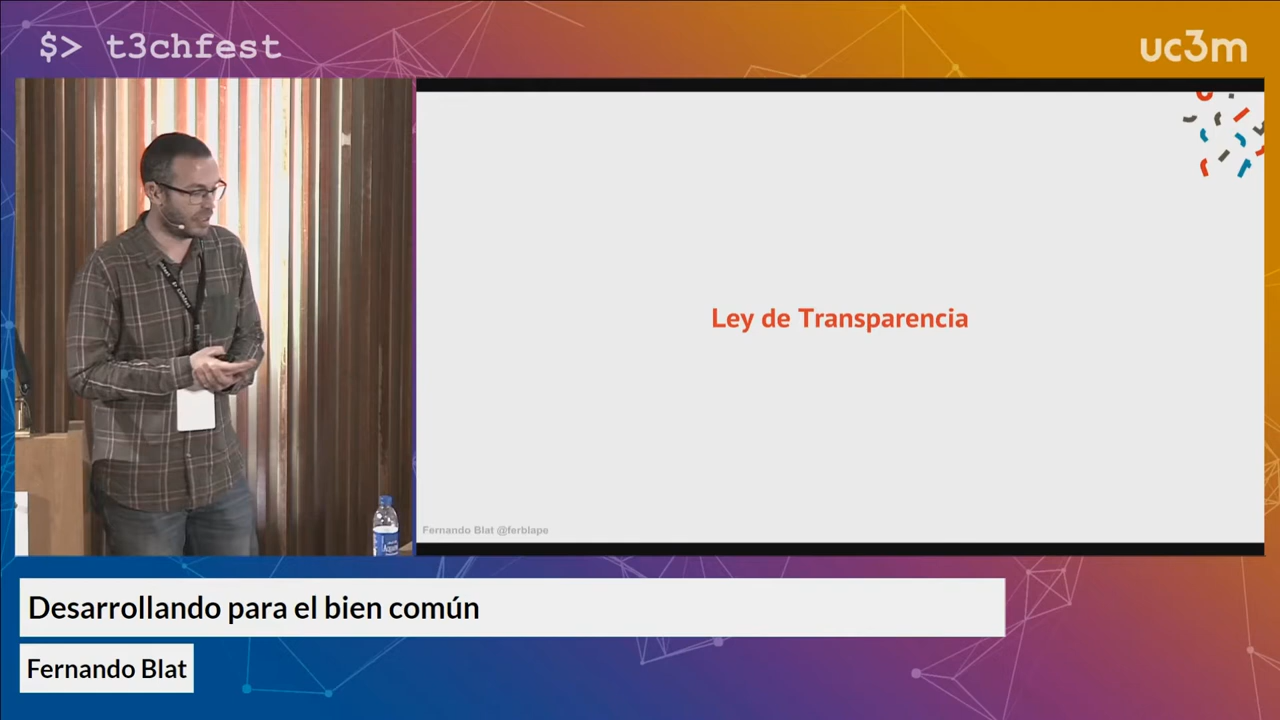 $> t3chfest
uc3m
Ley de Transparencia
Fernando Blat @ferblape
Desarrollando para el bien común
Fernando Blat